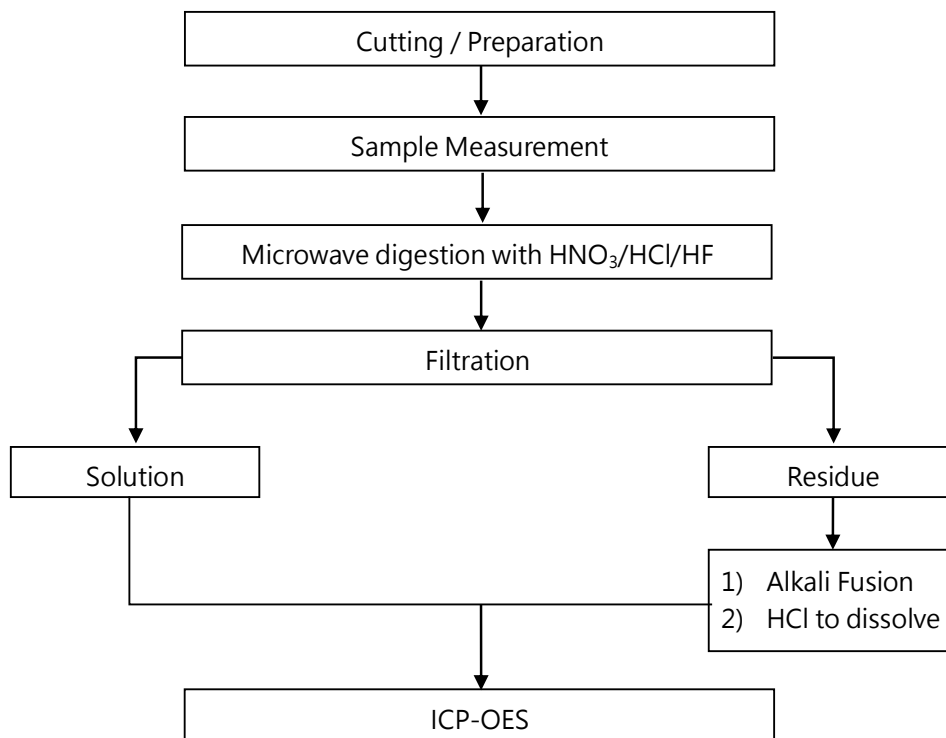 Cutting / Preparation
Sample Measurement
Microwave digestion with HNO₃/HCl/HF
Filtration
Solution
Residue
1) Alkali Fusion
2) HCl to dissolve
ICP-OES